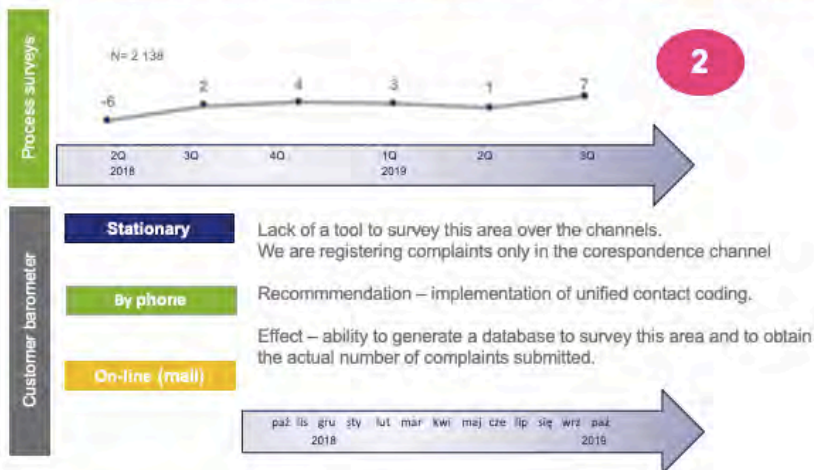 Process surveys
N= 2 138
-6 2 4 3 1 7
2
2Q 3Q 4Q 1Q 2Q 3Q
2018 2019
Customer barometer
Stationary
Lack of a tool to survey this area over the channels.
We are registering complaints only in the corespondence channel
By phone
Recommmendation – implementation of unified contact coding.
Effect – ability to generate a database to survey this area and to obtain
the actual number of complaints submitted.
On-line (mail)
paź lis gru sty lut mar kwi maj cze lip się wrz paź
2018 2019